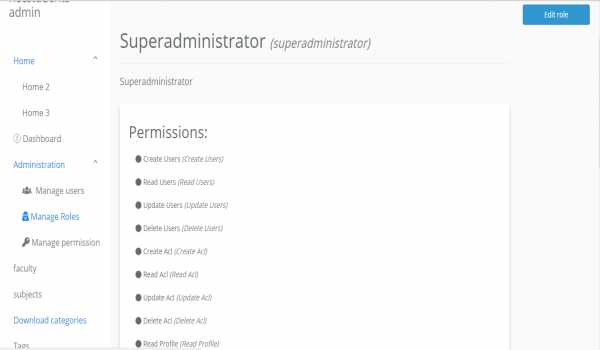 admin
Edit role
Superadministrator (superadministrator)
Superadministrator
Home
Home 2
Home 3
Dashboard
Administration
Manage users
Manage Roles
Manage permission
faculty
subjects
Download categories
Tags
Permissions:
Create Users (Create Users)
Read Users (Read Users)
Update Users (Update Users)
Delete Users (Delete Users)
Create Acl (Create Acl)
Read Acl (Read Acl)
Update Acl (Update Acl)
Delete Acl (Delete Acl)
Read Profile (Read Profile)